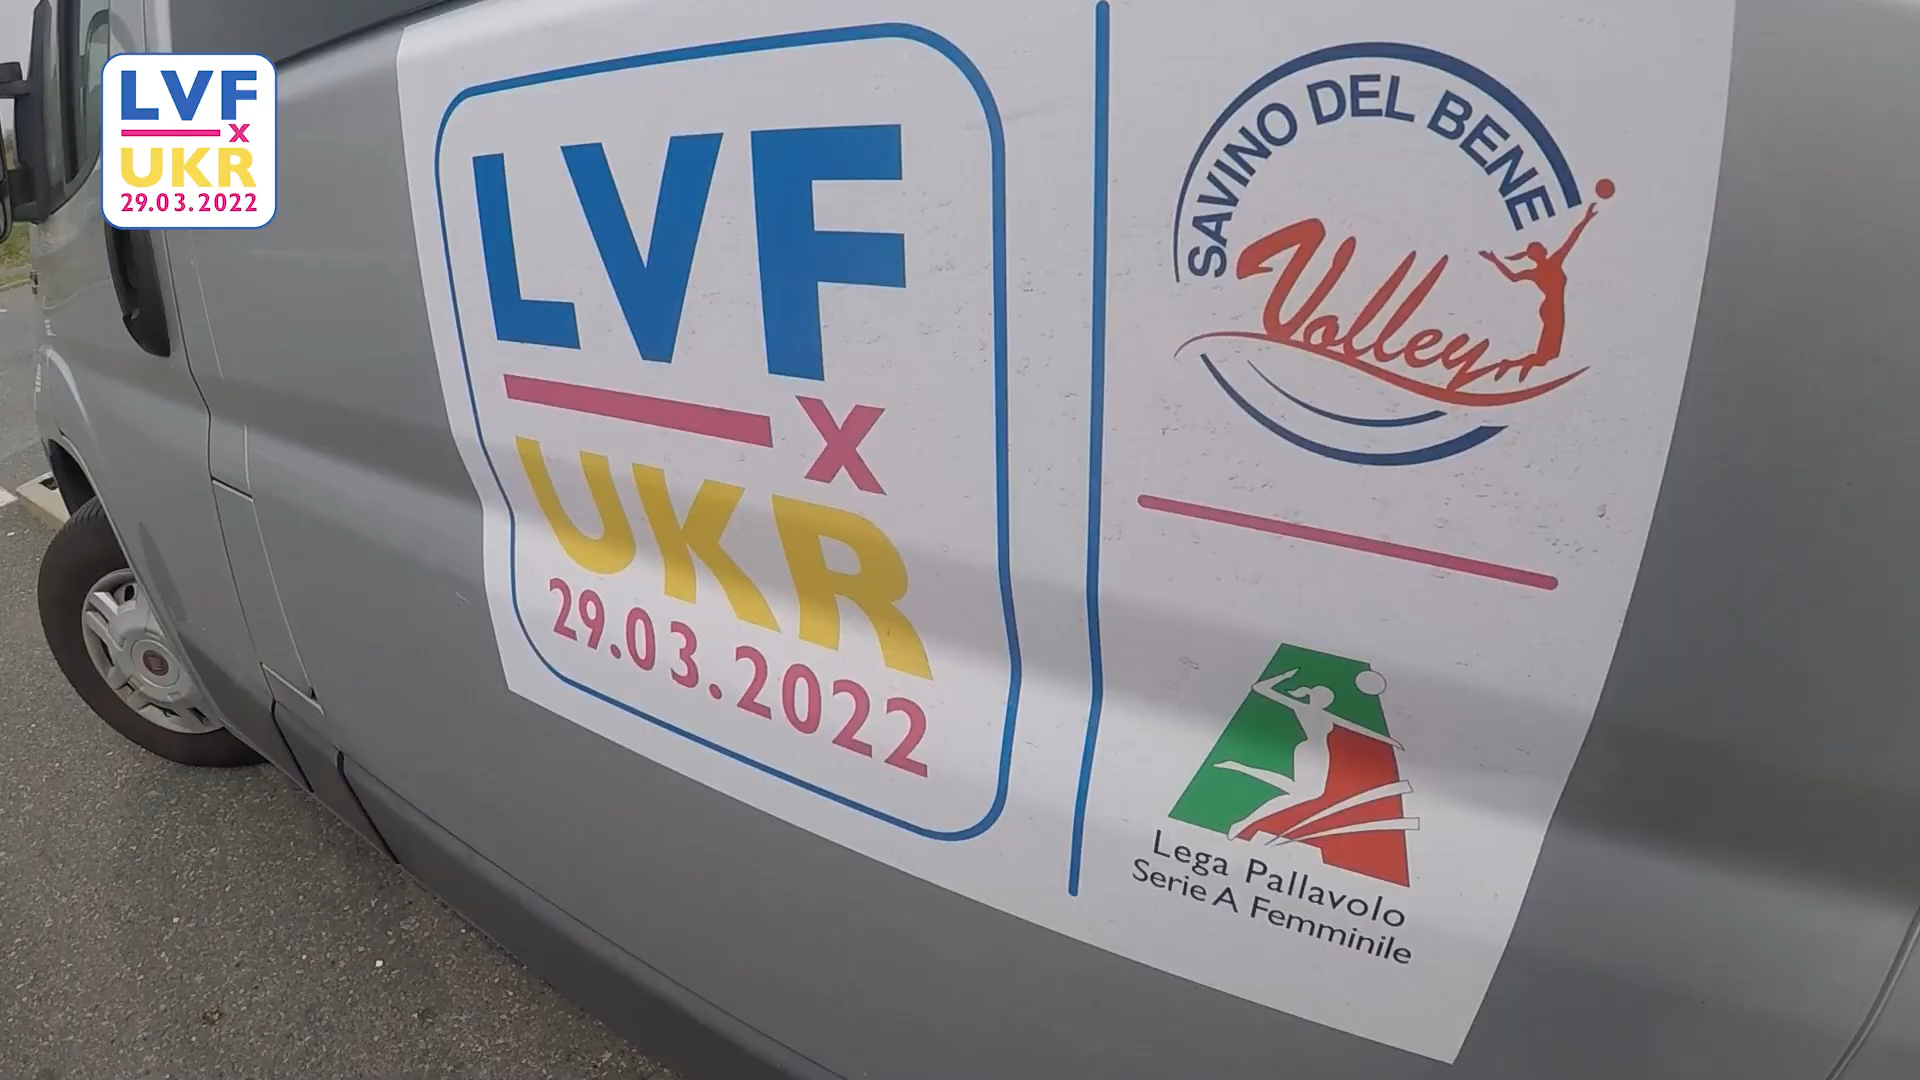 LVF
x
UKR
29.03.2022
LVF
x
UKR
29.03.2022
SAVINO DEL BENE
Volley
Lega Pallavolo
Serie A Femminile